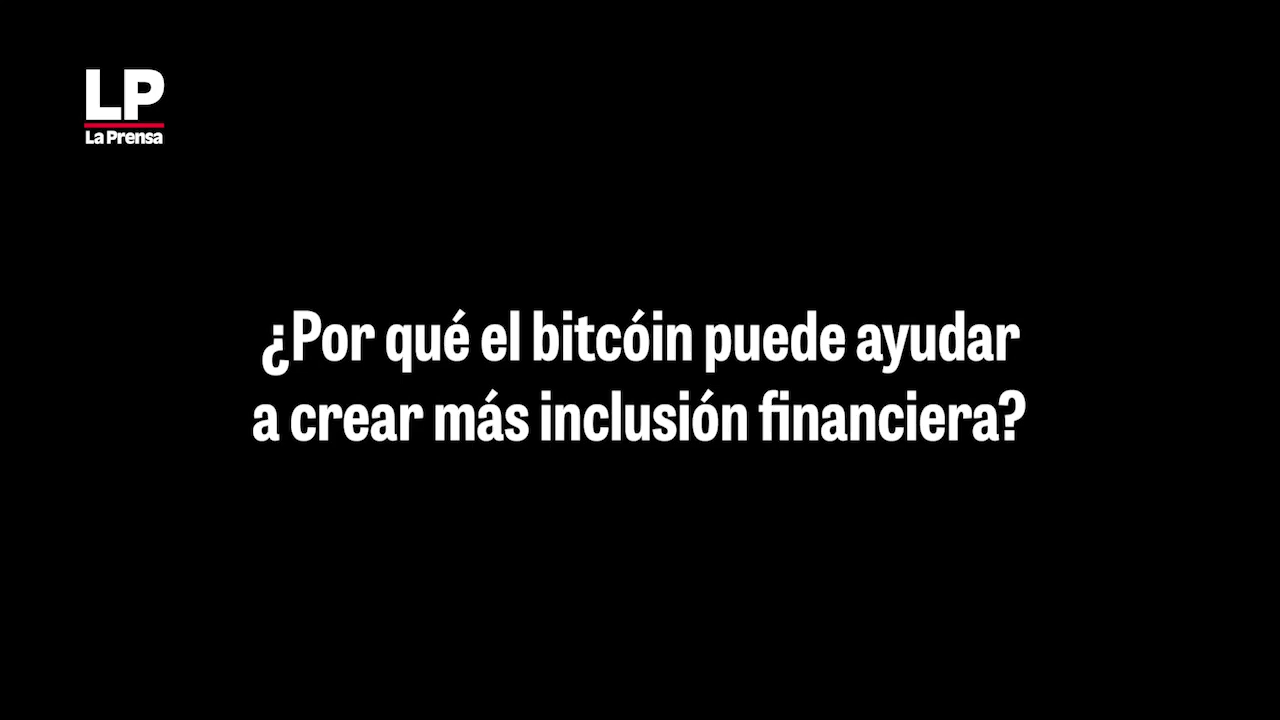 LP
La Prensa
¿Por qué el bitcóin puede ayudar
a crear más inclusión financiera?